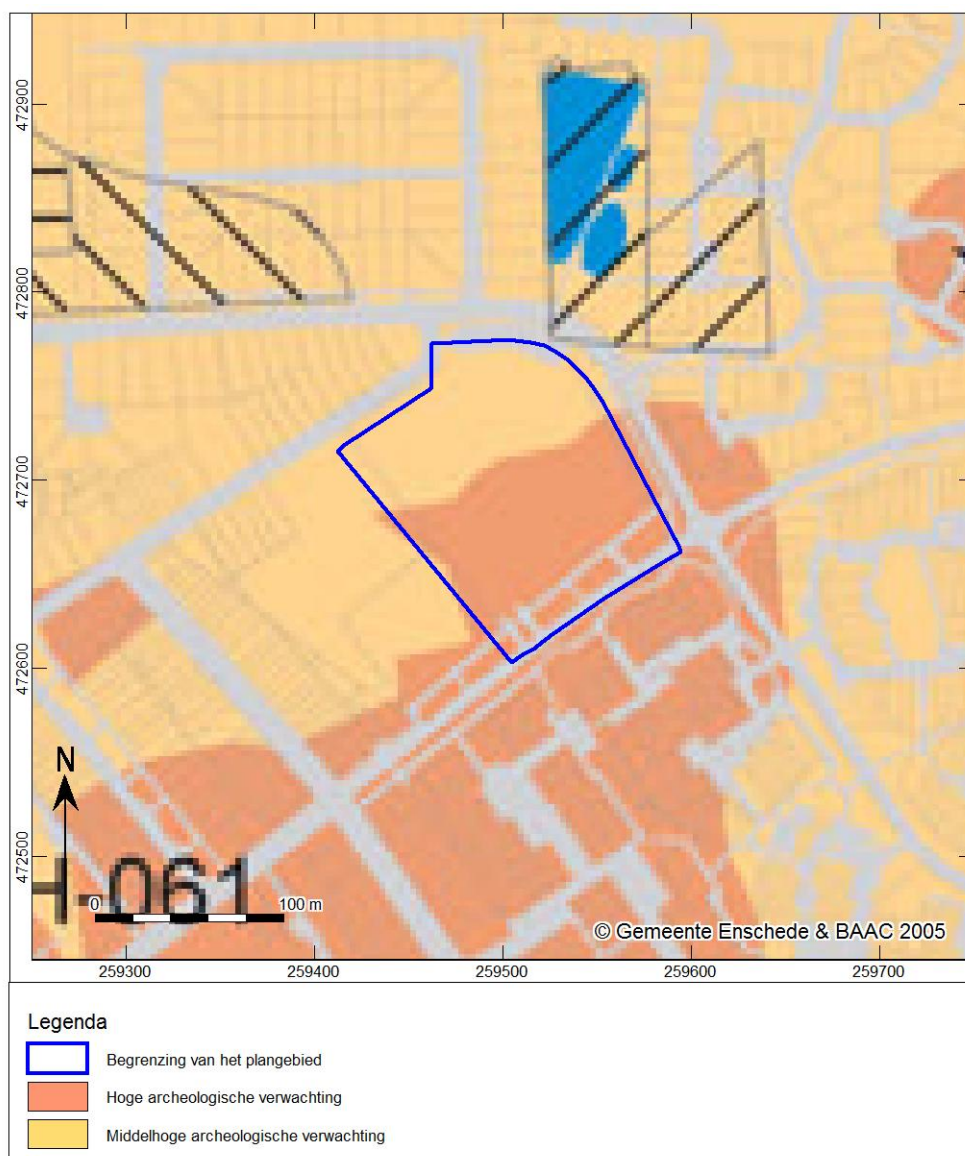 472900
472800
472700
472600
472500
N
-061
0 100 m
© Gemeente Enschede & BAAC 2005
259300 259400 259500 259600 259700
Legenda
Begrenzing van het plangebied
Hoge archeologische verwachting
Middelhoge archeologische verwachting